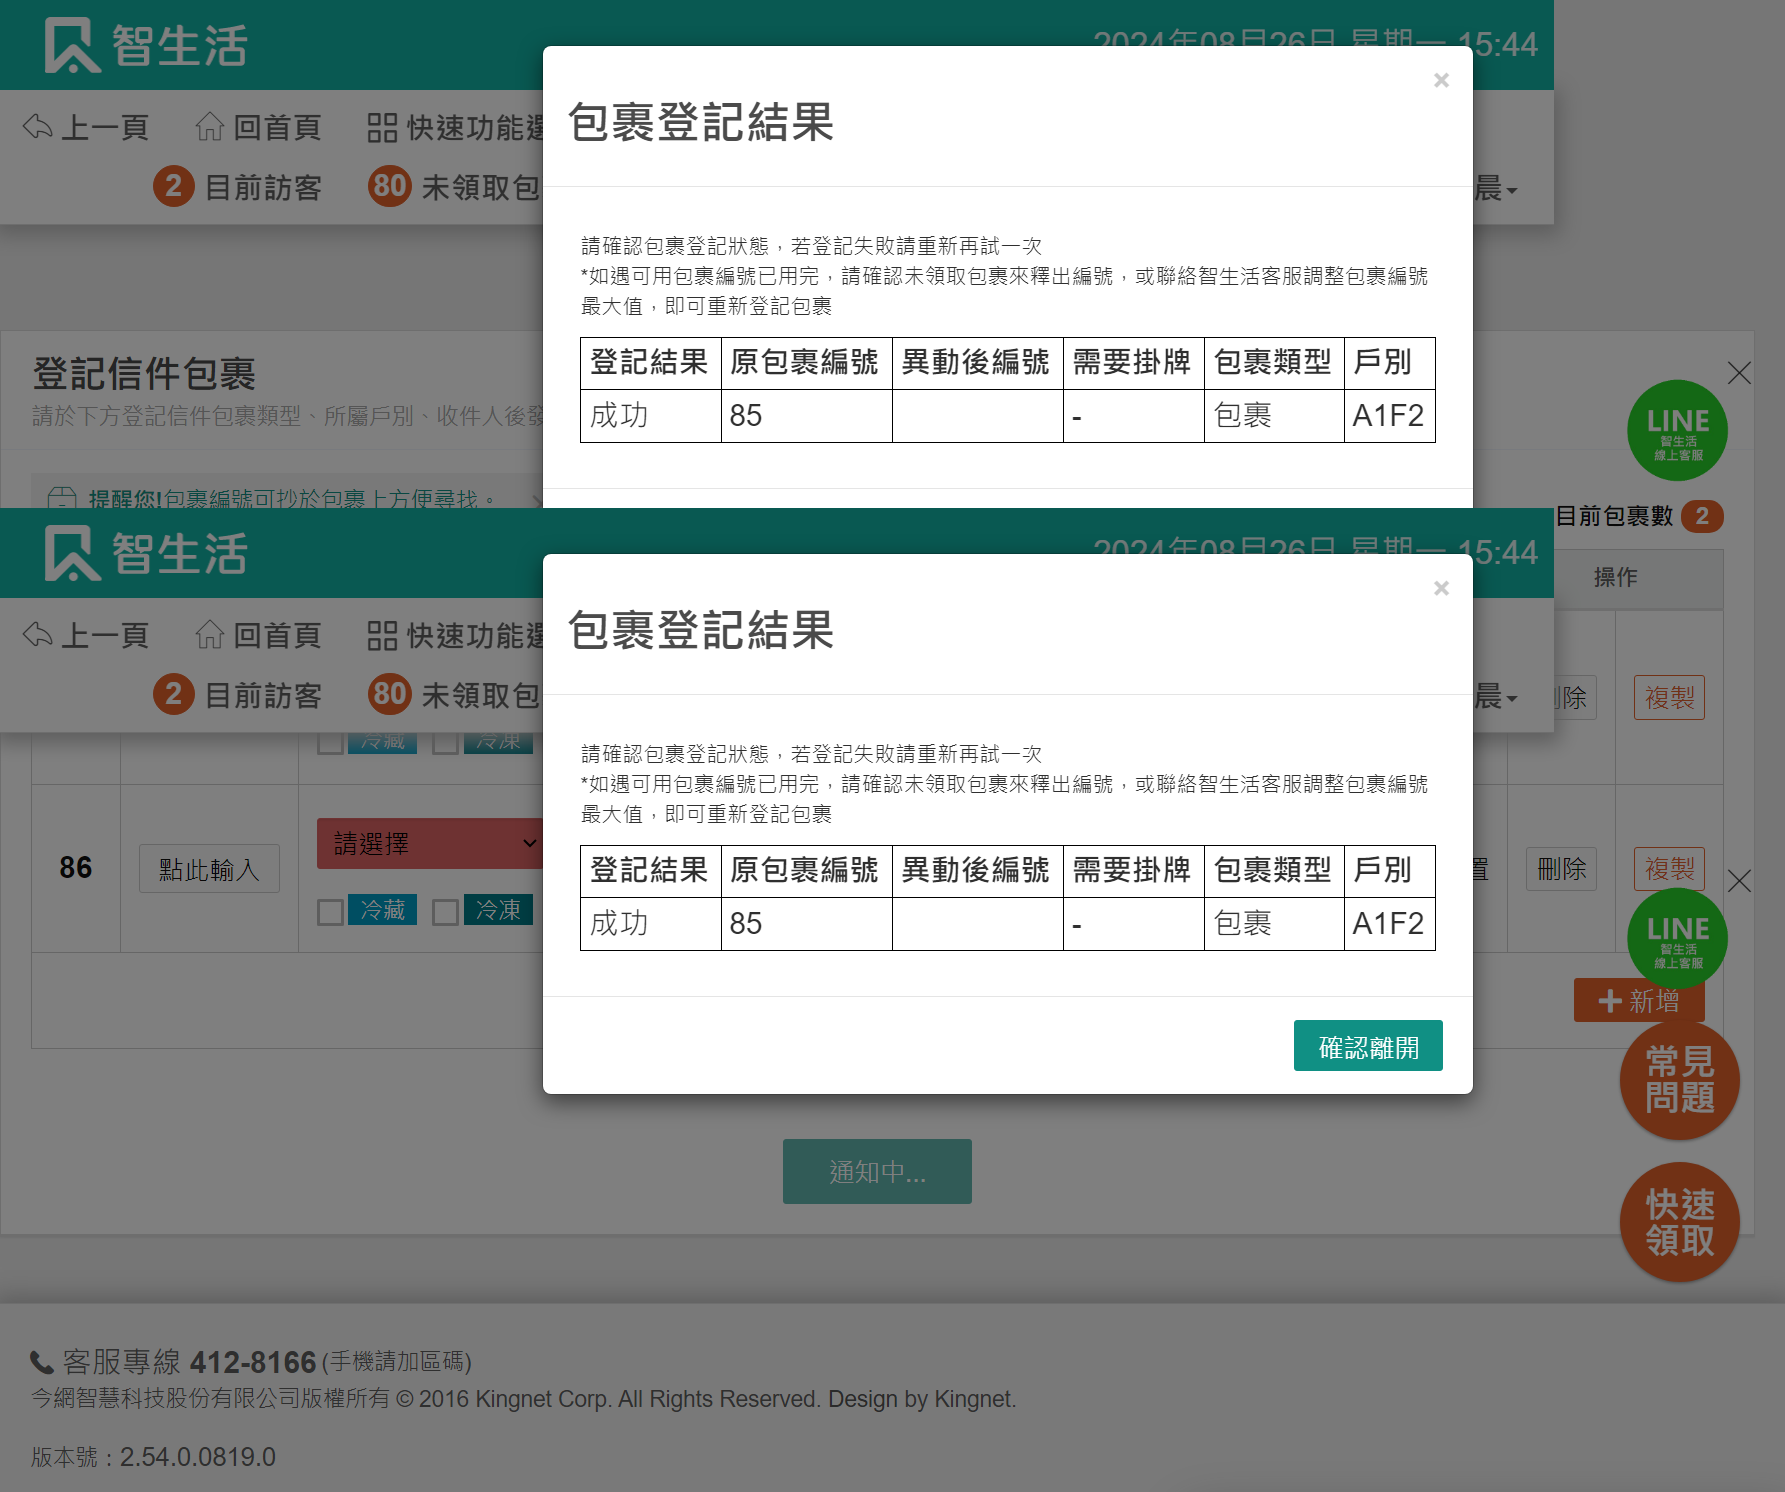 智生活
2024年08月26日 星期一 15:44
上一頁
回首頁
快速功能選
2 目前訪客
80 未領取包
晨
×
包裹登記結果
請確認包裹登記狀態，若登記失敗請重新再試一次
*如遇可用包裹編號已用完，請確認未領取包裹來釋出編號，或聯絡智生活客服調整包裹編號
最大值，即可重新登記包裹
登記結果 原包裹編號 異動後編號 需要掛牌 包裹類型 戶別
成功 85 - 包裹 A1F2
登記信件包裹
請於下方登記信件包裹類型、所屬戶別、收件人後發
提醒您!包裹編號可抄於包裹上方便尋找。
LINE
智生活
線上客服
目前包裹數 2
操作
智生活
2024年08月26日 星期一 15:44
上一頁
回首頁
快速功能選
2 目前訪客
80 未領取包
晨
×
包裹登記結果
請確認包裹登記狀態，若登記失敗請重新再試一次
*如遇可用包裹編號已用完，請確認未領取包裹來釋出編號，或聯絡智生活客服調整包裹編號
最大值，即可重新登記包裹
登記結果 原包裹編號 異動後編號 需要掛牌 包裹類型 戶別
成功 85 - 包裹 A1F2
確認離開
刪除 複製
冷藏 冷凍
86 點此輸入 請選擇
冷藏 冷凍
置 刪除 複製
LINE
智生活
線上客服
新增
常見
問題
通知中...
快速
領取
客服專線 412-8166 (手機請加區碼)
今網智慧科技股份有限公司版權所有 © 2016 Kingnet Corp. All Rights Reserved. Design by Kingnet.
版本號：2.54.0.0819.0